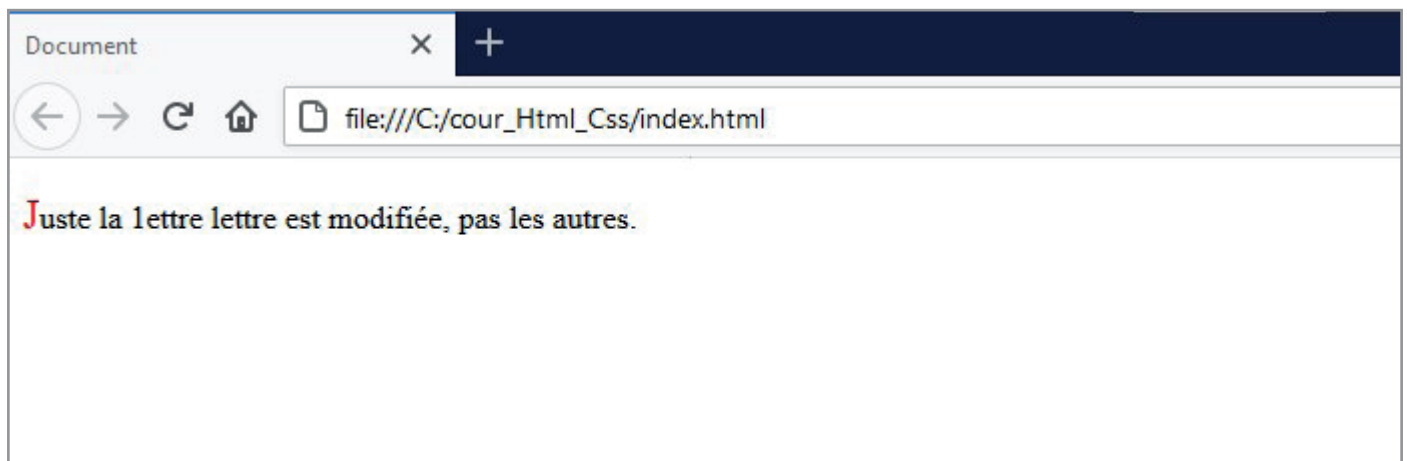 Document
file:///C:/cour_Html_Css/index.html
Juste la 1ettre lettre est modifiée, pas les autres.